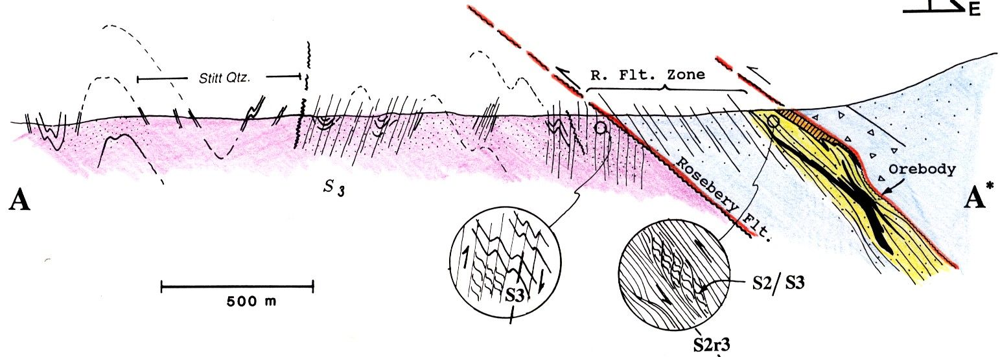 E
Stitt Qtz.
R. Flt. Zone
Orebody
Rosebery Flt.
A
S3
A*
500 m
S3
S2/S3
S2r3